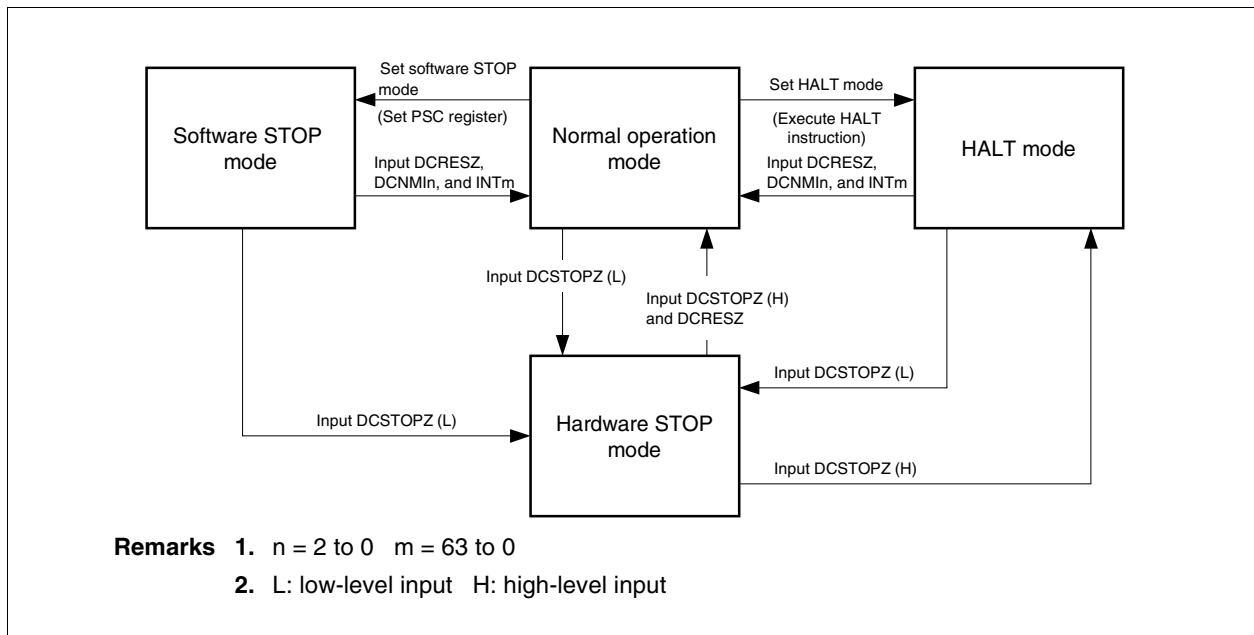 Set software STOP
mode
(Set PSC register)
Set HALT mode
(Execute HALT
instruction)
Software STOP
mode
Normal operation
mode
HALT mode
Input DCRESZ,
DCNMIn, and INTm
Input DCRESZ,
DCNMIn, and INTm
Input DCSTOPZ (L)
Input DCSTOPZ (H)
and DCRESZ
Input DCSTOPZ (L)
Input DCSTOPZ (L)
Hardware STOP
mode
Input DCSTOPZ (H)
Remarks 1. n = 2 to 0 m = 63 to 0
2. L: low-level input H: high-level input